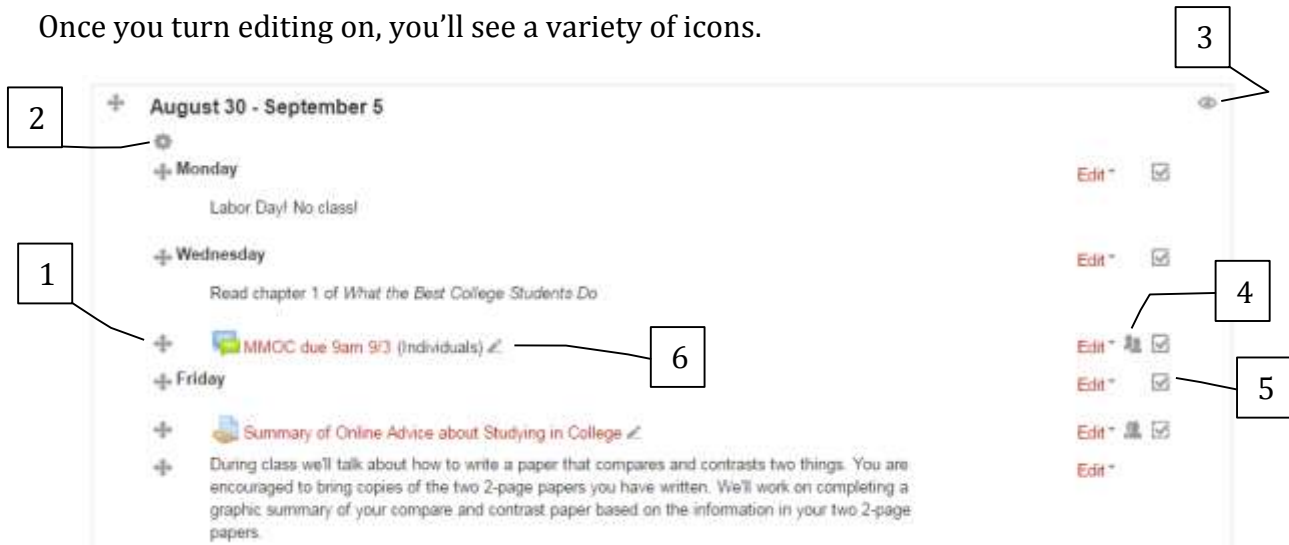 Once you turn editing on, you’ll see a variety of icons.
3
2
August 30 - September 5
Monday
Edit
Labor Day! No class!
1
Wednesday
Edit
4
Read chapter 1 of What the Best College Students Do
MMOC due 9am 9/3 (Individuals)
6
Edit
Friday
Edit
5
Summary of Online Advice about Studying in College
Edit
During class we'll talk about how to write a paper that compares and contrasts two things. You are
Edit
encouraged to bring copies of the two 2-page papers you have written. We'll work on completing a
graphic summary of your compare and contrast paper based on the information in your two 2-page
papers.